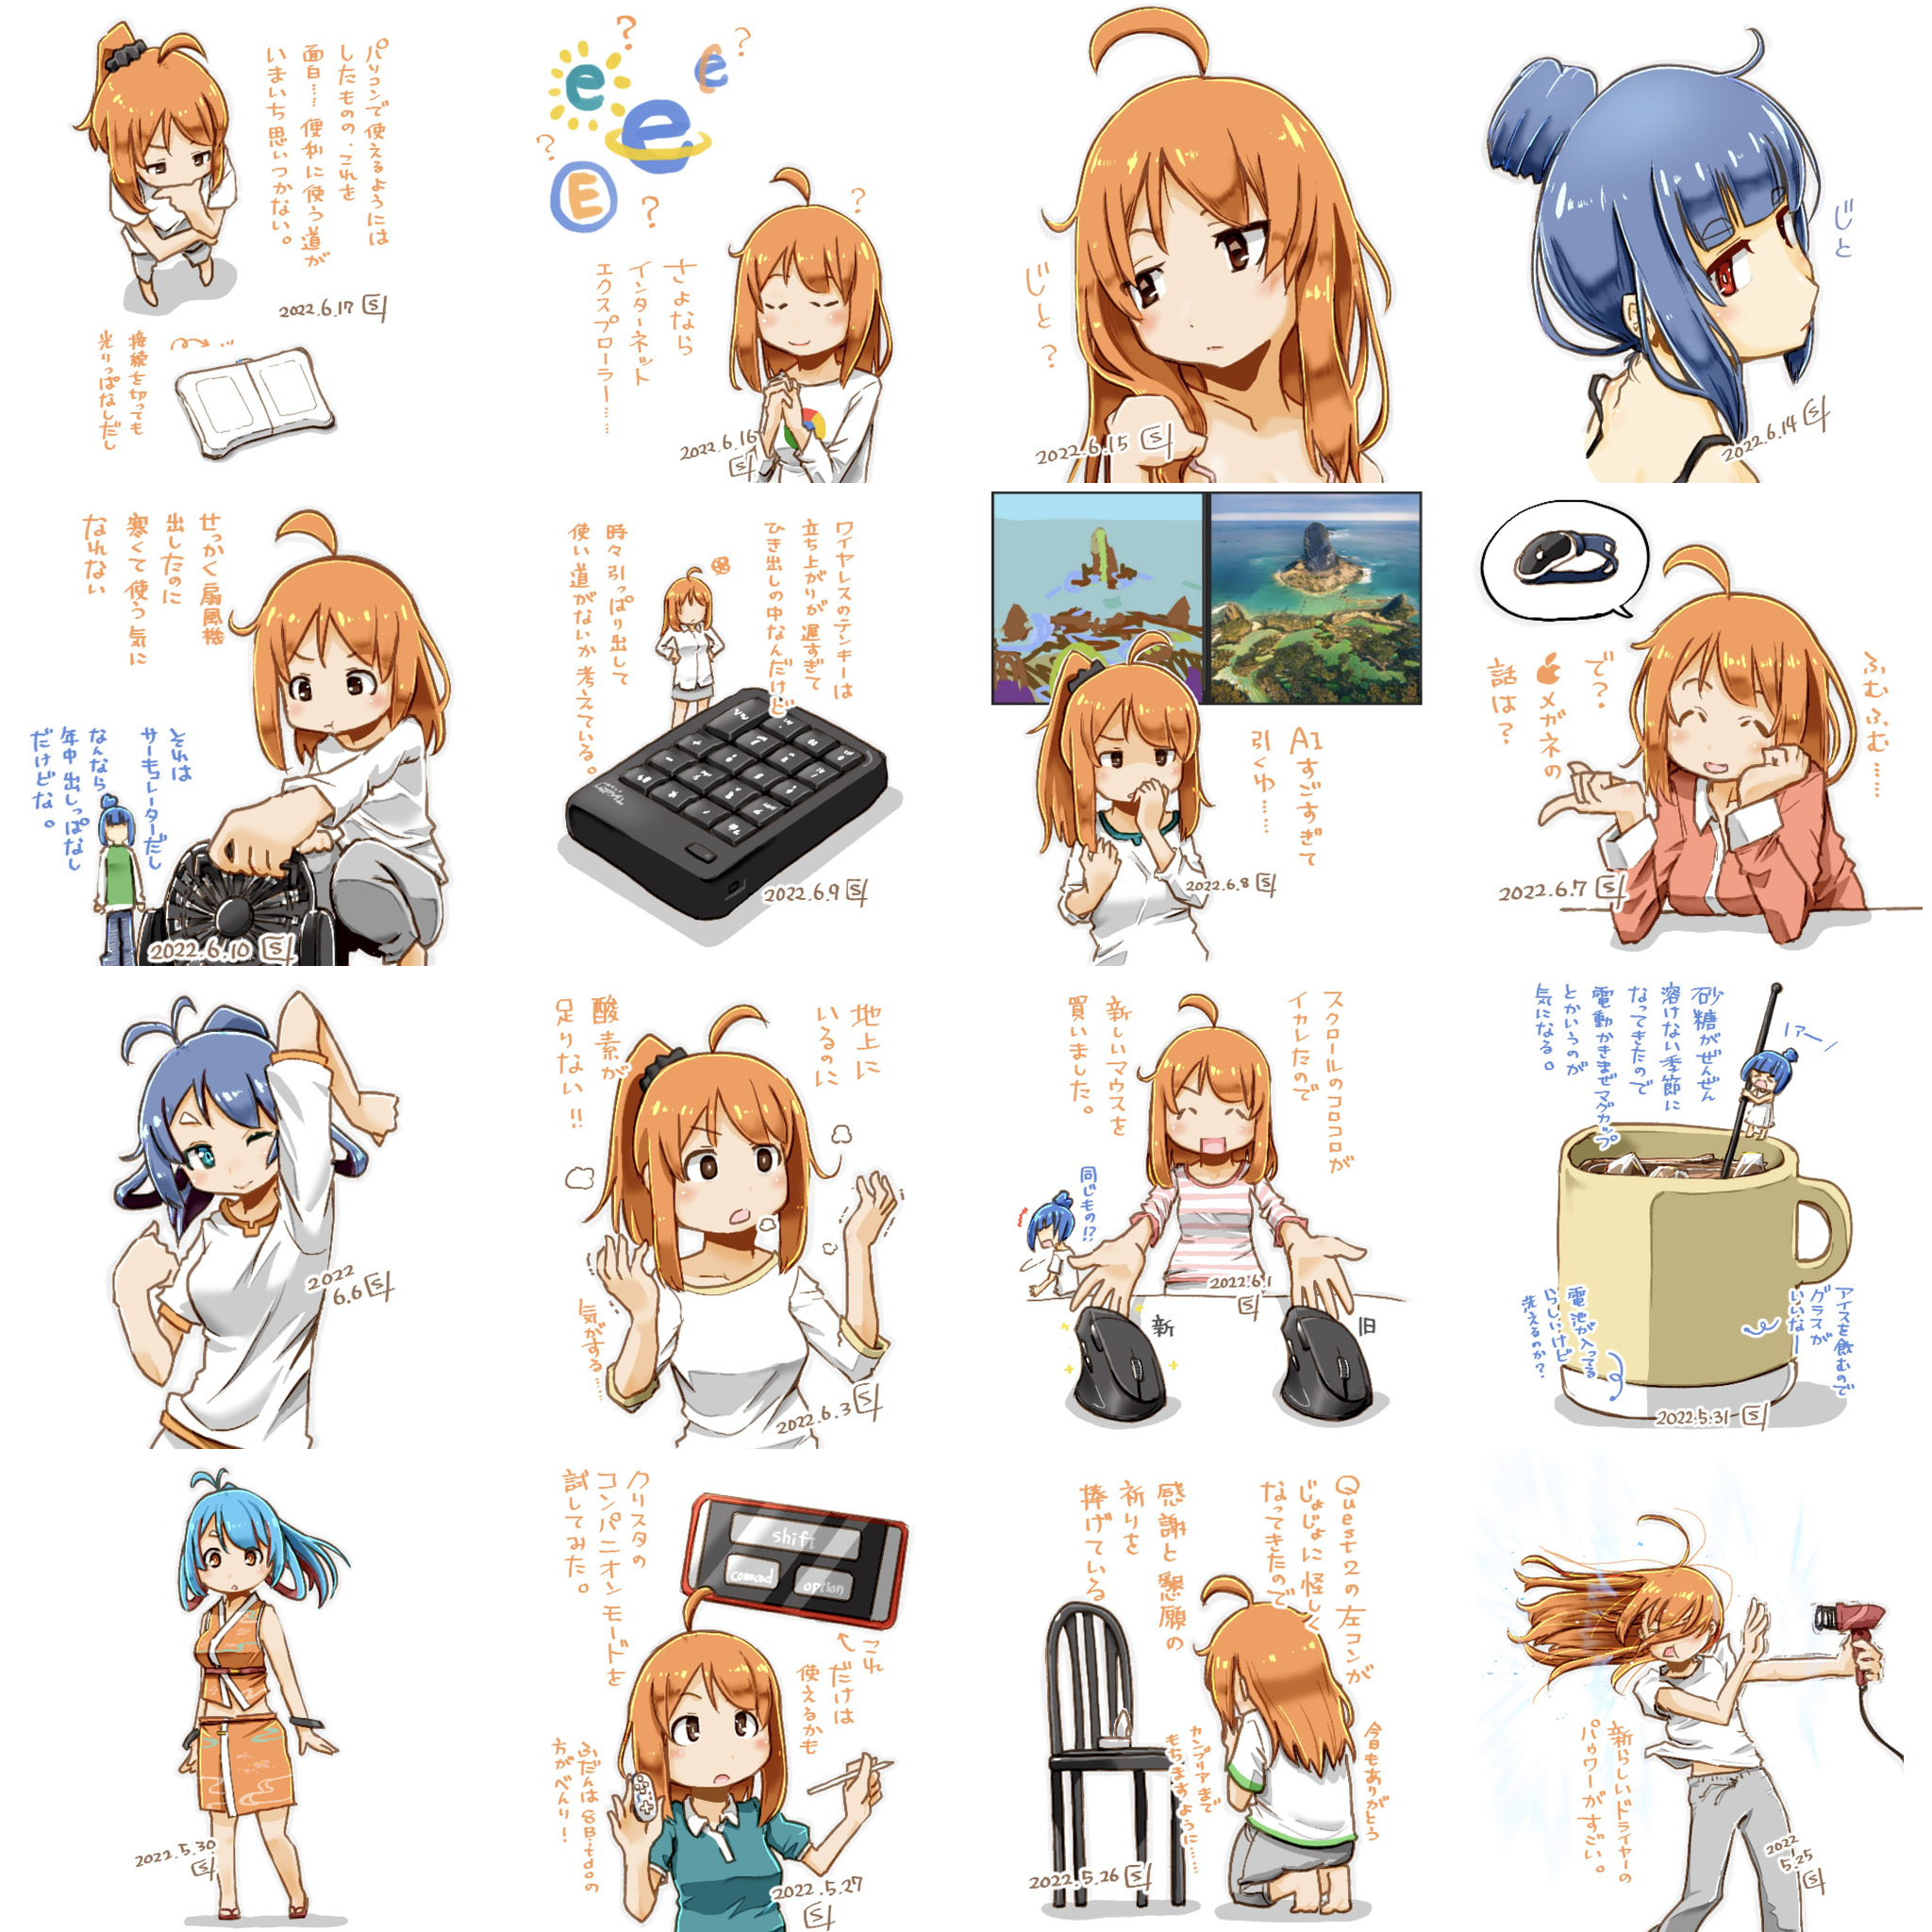 パソコンで使えるようには
したものの、これを
面白……便利に使う道が
いまいち思いつかない。
2022.6.17
接続を切っても
光りっぱなしだし
e
e
e
E
さよなら
インターネット
エクスプローラー……
2022.6.16
じと?
2022.6.15
じと
2022.6.14
せっかく扇風機
出したのに
寒くて使う気に
なれない
それは
サーキュレーターだし
なんなら
年中出しっぱなし
だけどな。
2022.6.10
ワイヤレスのテンキーは
立ち上がりが遅すぎて
ひき出しの中なんだけど
時々引っぱり出して
使い道がないか考えている。
2022.6.9
AIすごすぎて
引くわ……
2022.6.8
ふむふむ……
で?
メガネの
話は?
2022.6.7
2022
6.6
地上に
いるのに
酸素が
足りない!!
気がする……
2022.6.3
スクロールのコロコロが
イカレたので
新しいマウスを
買いました。
同じもの!?
新
旧
2022.6.1
砂糖がぜんぜん
溶けない季節に
なってきたので
電動かきまぜマグカップ
とかいうのが
気になる。
アイスを飲むので
グラスが
いいなー
電池が入ってる
らしいけど
洗えるのか?
2022.5.31
2022.5.30
クリスタの
コンパニオンモードを
試してみた。
shift
command
option
これ
だけは
使えるかも
ふだんは8Bitdoの
方がべんり!
2022.5.27
Quest2の左コンが
じょじょに怪しく
なってきたので
感謝と懇願の
祈りを
捧げている
今日もありがとう
カンブリアまで
もちますように……
2022.5.26
新らしいドライヤーの
パゥワーがすごい。
2022
5.25